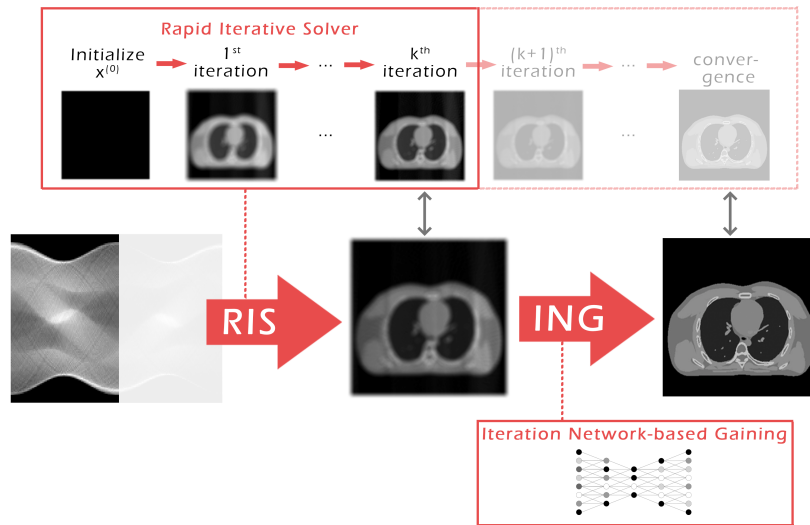 Rapid Iterative Solver
Initialize
x(0)
1st
iteration
...
kth
iteration
(k+1)th
iteration
...
conver-
gence
...
...
RIS
ING
Iteration Network-based Gaining